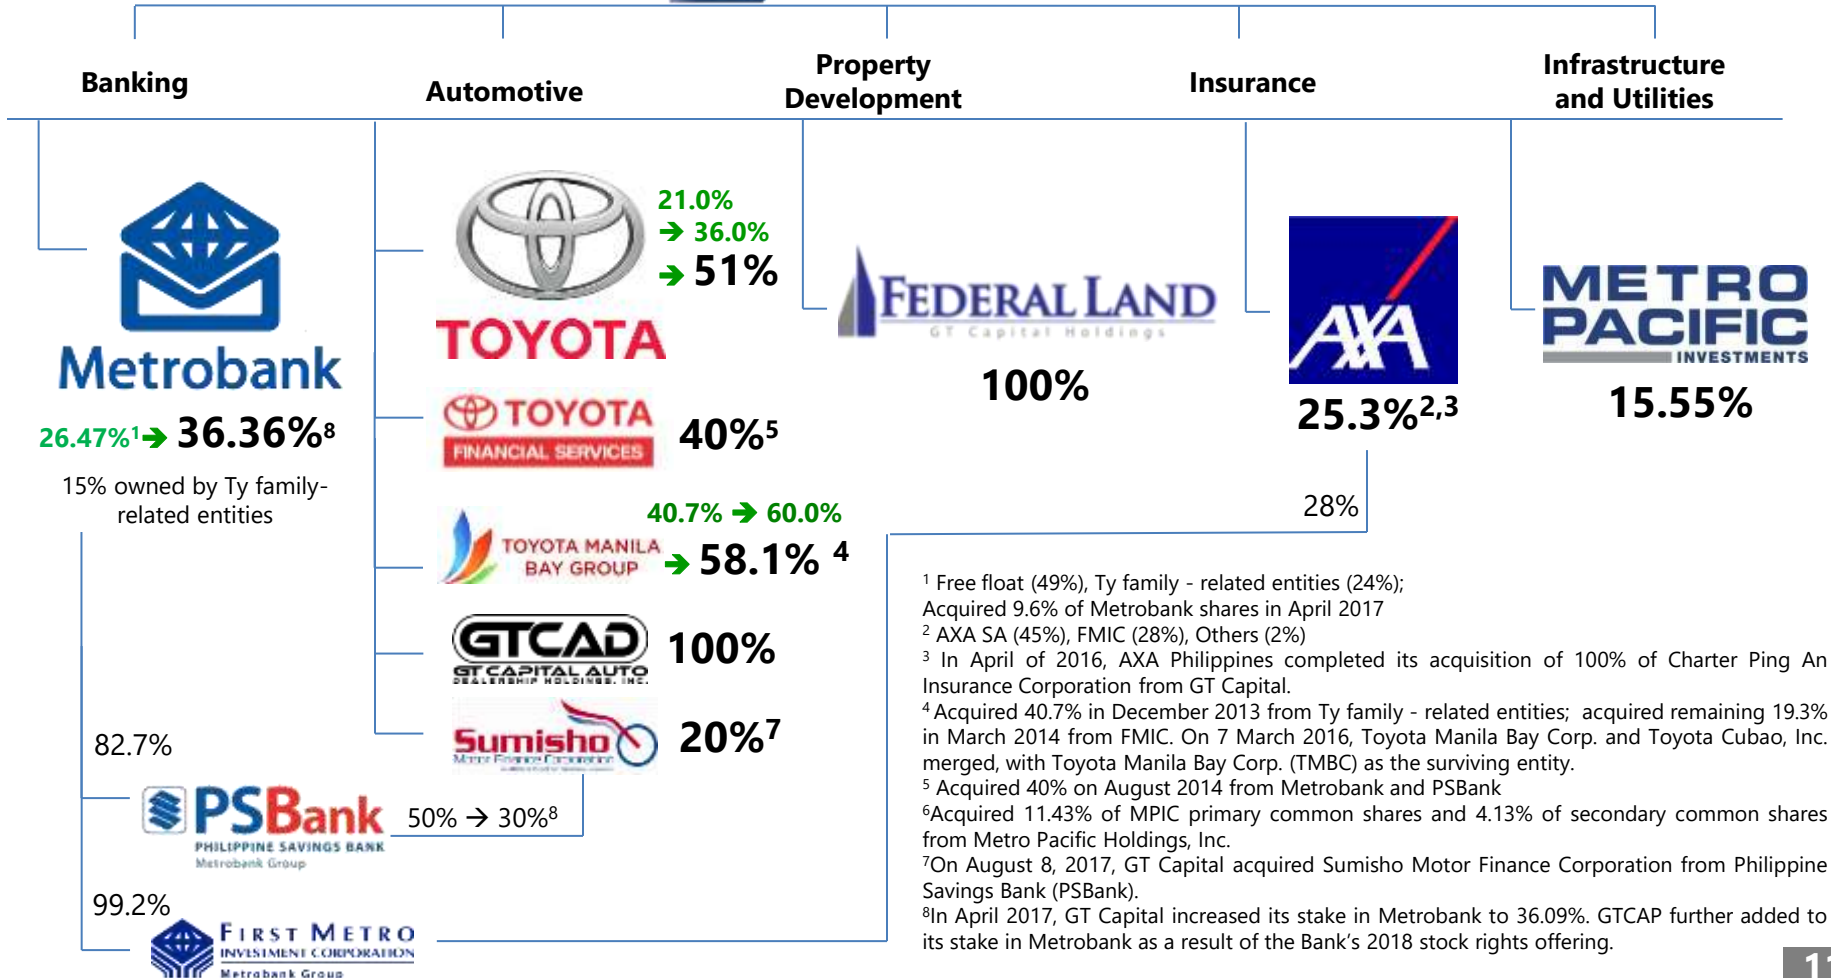 Banking
Automotive
Property
Development
Insurance
Infrastructure
and Utilities
Metrobank
26.47%¹➔ 36.36%⁸
15% owned by Ty family-
related entities
21.0%
➔ 36.0%
➔ 51%
TOYOTA
TOYOTA
FINANCIAL SERVICES
40%⁵
40.7% ➔ 60.0%
TOYOTA MANILA
BAY GROUP
➔ 58.1% ⁴
GTCAD
GT CAPITAL AUTO
DEALERSHIP HOLDINGS, INC.
100%
Sumisho
Motor Finance Corporation
20%⁷
FEDERAL LAND
GT Capital Holdings
100%
AXA
25.3%²,³
28%
METRO
PACIFIC
INVESTMENTS
15.55%
82.7%
PSBank
PHILIPPINE SAVINGS BANK
Metrobank Group
50% → 30%⁸
99.2%
FIRST METRO
INVESTMENT CORPORATION
Metrobank Group
¹ Free float (49%), Ty family - related entities (24%);
Acquired 9.6% of Metrobank shares in April 2017
² AXA SA (45%), FMIC (28%), Others (2%)
³ In April of 2016, AXA Philippines completed its acquisition of 100% of Charter Ping An
Insurance Corporation from GT Capital.
⁴ Acquired 40.7% in December 2013 from Ty family - related entities; acquired remaining 19.3%
in March 2014 from FMIC. On 7 March 2016, Toyota Manila Bay Corp. and Toyota Cubao, Inc.
merged, with Toyota Manila Bay Corp. (TMBC) as the surviving entity.
⁵ Acquired 40% on August 2014 from Metrobank and PSBank
⁶Acquired 11.43% of MPIC primary common shares and 4.13% of secondary common shares
from Metro Pacific Holdings, Inc.
⁷On August 8, 2017, GT Capital acquired Sumisho Motor Finance Corporation from Philippine
Savings Bank (PSBank).
⁸In April 2017, GT Capital increased its stake in Metrobank to 36.09%. GTCAP further added to
its stake in Metrobank as a result of the Bank's 2018 stock rights offering.